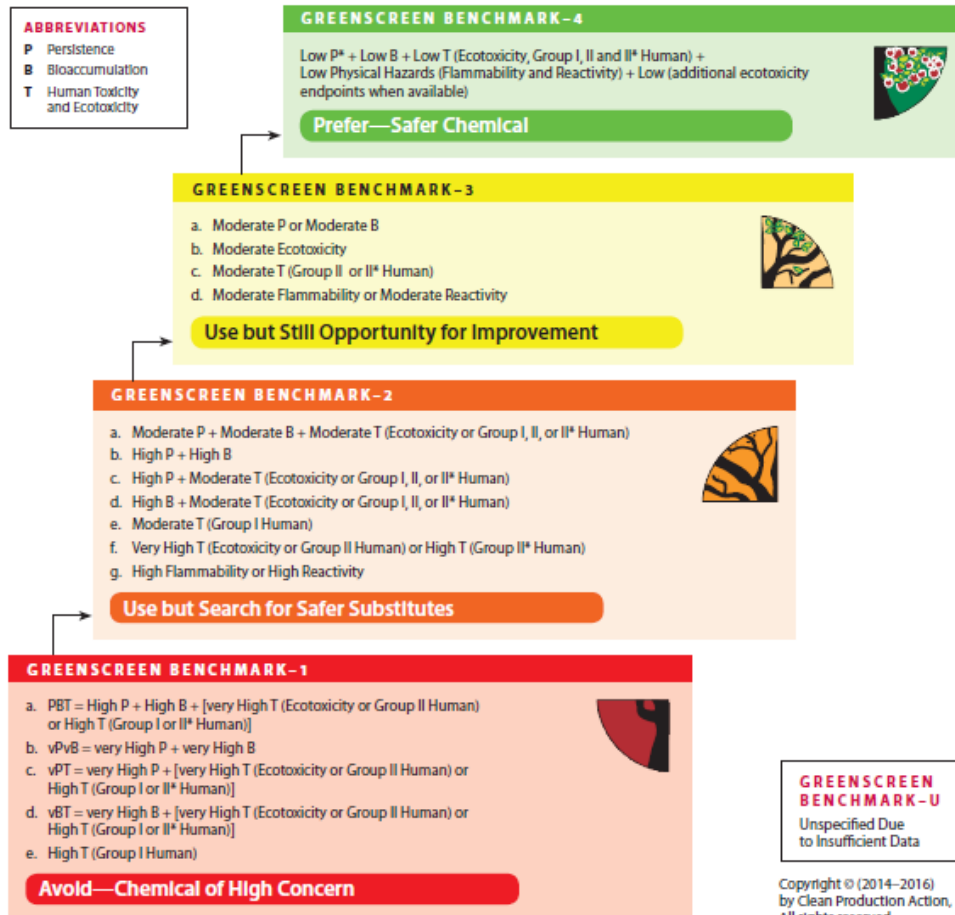 ABBREVIATIONS
P Persistence
B Bioaccumulation
T Human Toxicity
and Ecotoxicity
GREENSCREEN BENCHMARK–4
Low P* + Low B + Low T (Ecotoxicity, Group I, II and II* Human) +
Low Physical Hazards (Flammability and Reactivity) + Low (additional ecotoxicity
endpoints when available)
Prefer—Safer Chemical
GREENSCREEN BENCHMARK–3
a. Moderate P or Moderate B
b. Moderate Ecotoxicity
c. Moderate T (Group II or II* Human)
d. Moderate Flammability or Moderate Reactivity
Use but Still Opportunity for Improvement
GREENSCREEN BENCHMARK–2
a. Moderate P + Moderate B + Moderate T (Ecotoxicity or Group I, II, or II* Human)
b. High P + High B
c. High P + Moderate T (Ecotoxicity or Group I, II, or II* Human)
d. High B + Moderate T (Ecotoxicity or Group I, II, or II* Human)
e. Moderate T (Group I Human)
f. Very High T (Ecotoxicity or Group II Human) or High T (Group II* Human)
g. High Flammability or High Reactivity
Use but Search for Safer Substitutes
GREENSCREEN BENCHMARK–1
a. PBT = High P + High B + [very High T (Ecotoxicity or Group II Human)
or High T (Group I or II* Human)]
b. vPvB = very High P + very High B
c. vPT = very High P + [very High T (Ecotoxicity or Group II Human) or
High T (Group I or II* Human)]
d. vBT = very High B + [very High T (Ecotoxicity or Group II Human) or
High T (Group I or II* Human)]
e. High T (Group I Human)
Avoid—Chemical of High Concern
GREENSCREEN
BENCHMARK–U
Unspecified Due
to Insufficient Data
Copyright © (2014–2016)
by Clean Production Action,
All rights reserved